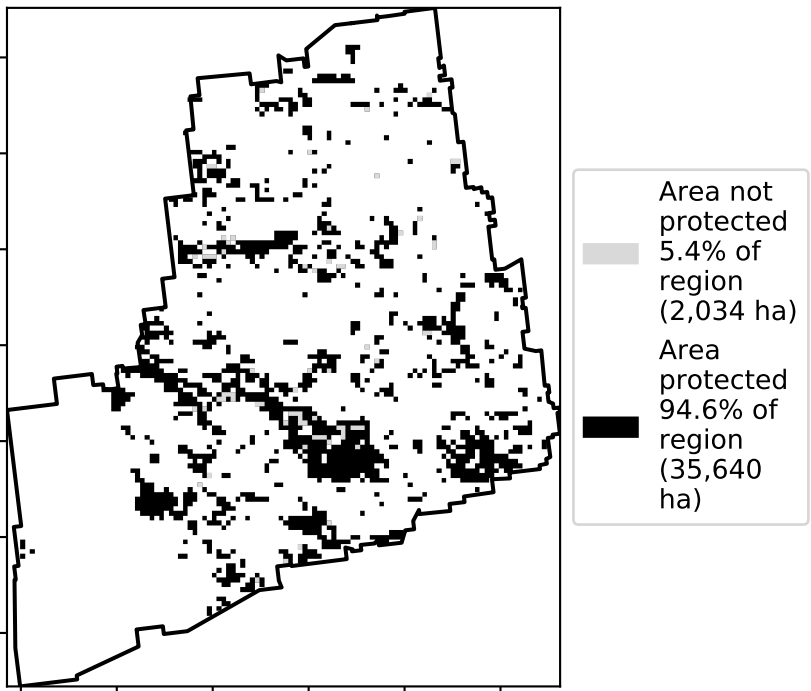 Area not
protected
5.4% of
region
(2,034 ha)
Area
protected
94.6% of
region
(35,640
ha)